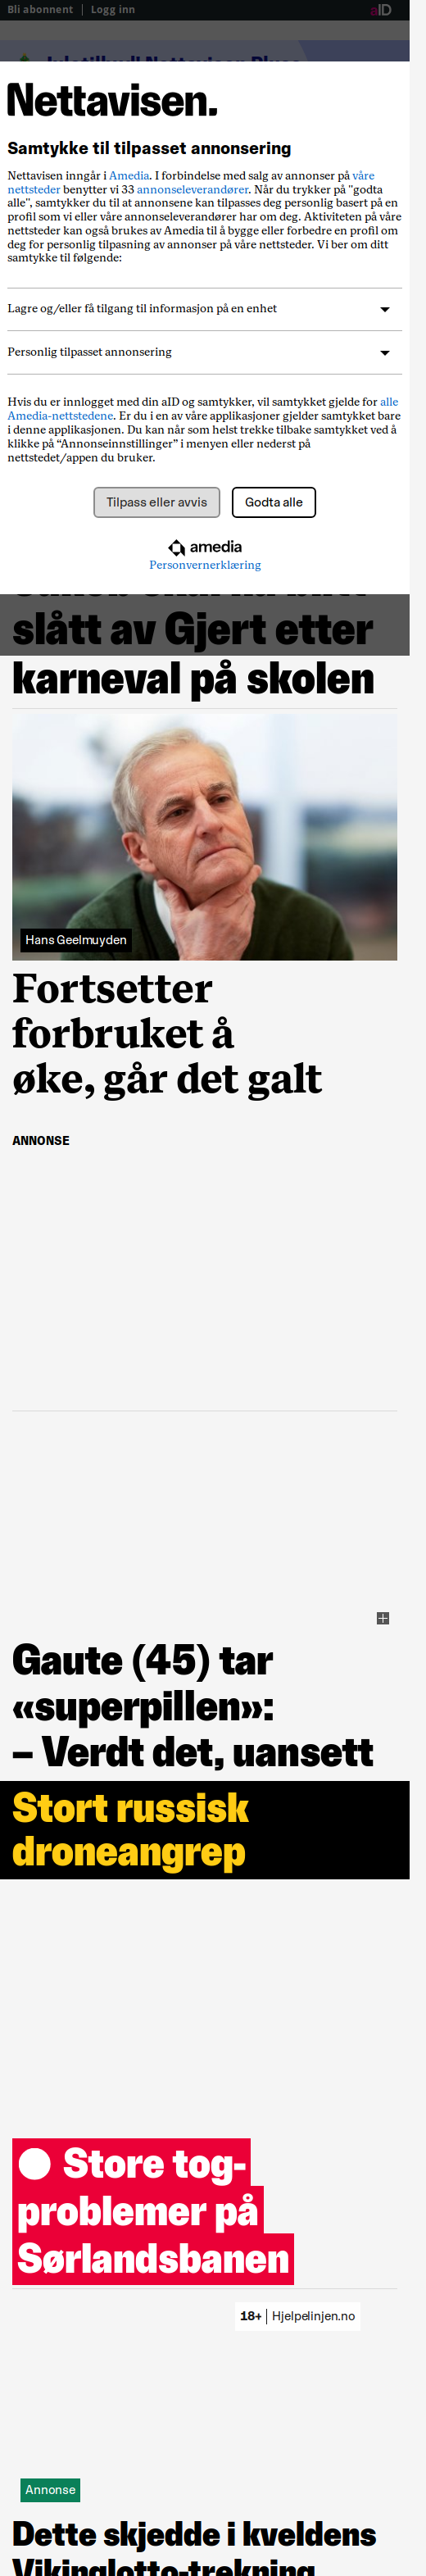 Bli abonnent | Logg inn aID
Nettavisen.
Samtykke til tilpasset annonsering
Nettavisen inngår i Amedia. I forbindelse med salg av annonser på våre
nettsteder benytter vi 33 annonseleverandører. Når du trykker på "godta
alle", samtykker du til at annonsene kan tilpasses deg personlig basert på en
profil som vi eller våre annonseleverandører har om deg. Aktiviteten på våre
nettsteder kan også brukes av Amedia til å bygge eller forbedre en profil om
deg for personlig tilpasning av annonser på våre nettsteder. Vi ber om ditt
samtykke til følgende:
Lagre og/eller få tilgang til informasjon på en enhet
Personlig tilpasset annonsering
Hvis du er innlogget med din aID og samtykker, vil samtykket gjelde for alle
Amedia-nettstedene. Er du i en av våre applikasjoner gjelder samtykket bare
i denne applikasjonen. Du kan når som helst trekke tilbake samtykket ved å
klikke på “Annonseinnstillinger” i menyen eller nederst på
nettstedet/appen du bruker.
Tilpass eller avvis
Godta alle
amedia
Personvernerklæring
slått av Gjert etter
karneval på skolen
Hans Geelmuyden
Fortsetter
forbruket å
øke, går det galt
ANNONSE
Gaute (45) tar
«superpillen»:
– Verdt det, uansett
Stort russisk
droneangrep
Store tog-
problemer på
Sørlandsbanen
18+ | Hjelpelinjen.no
Annonse
Dette skjedde i kveldens
Vikinglotto-trekning